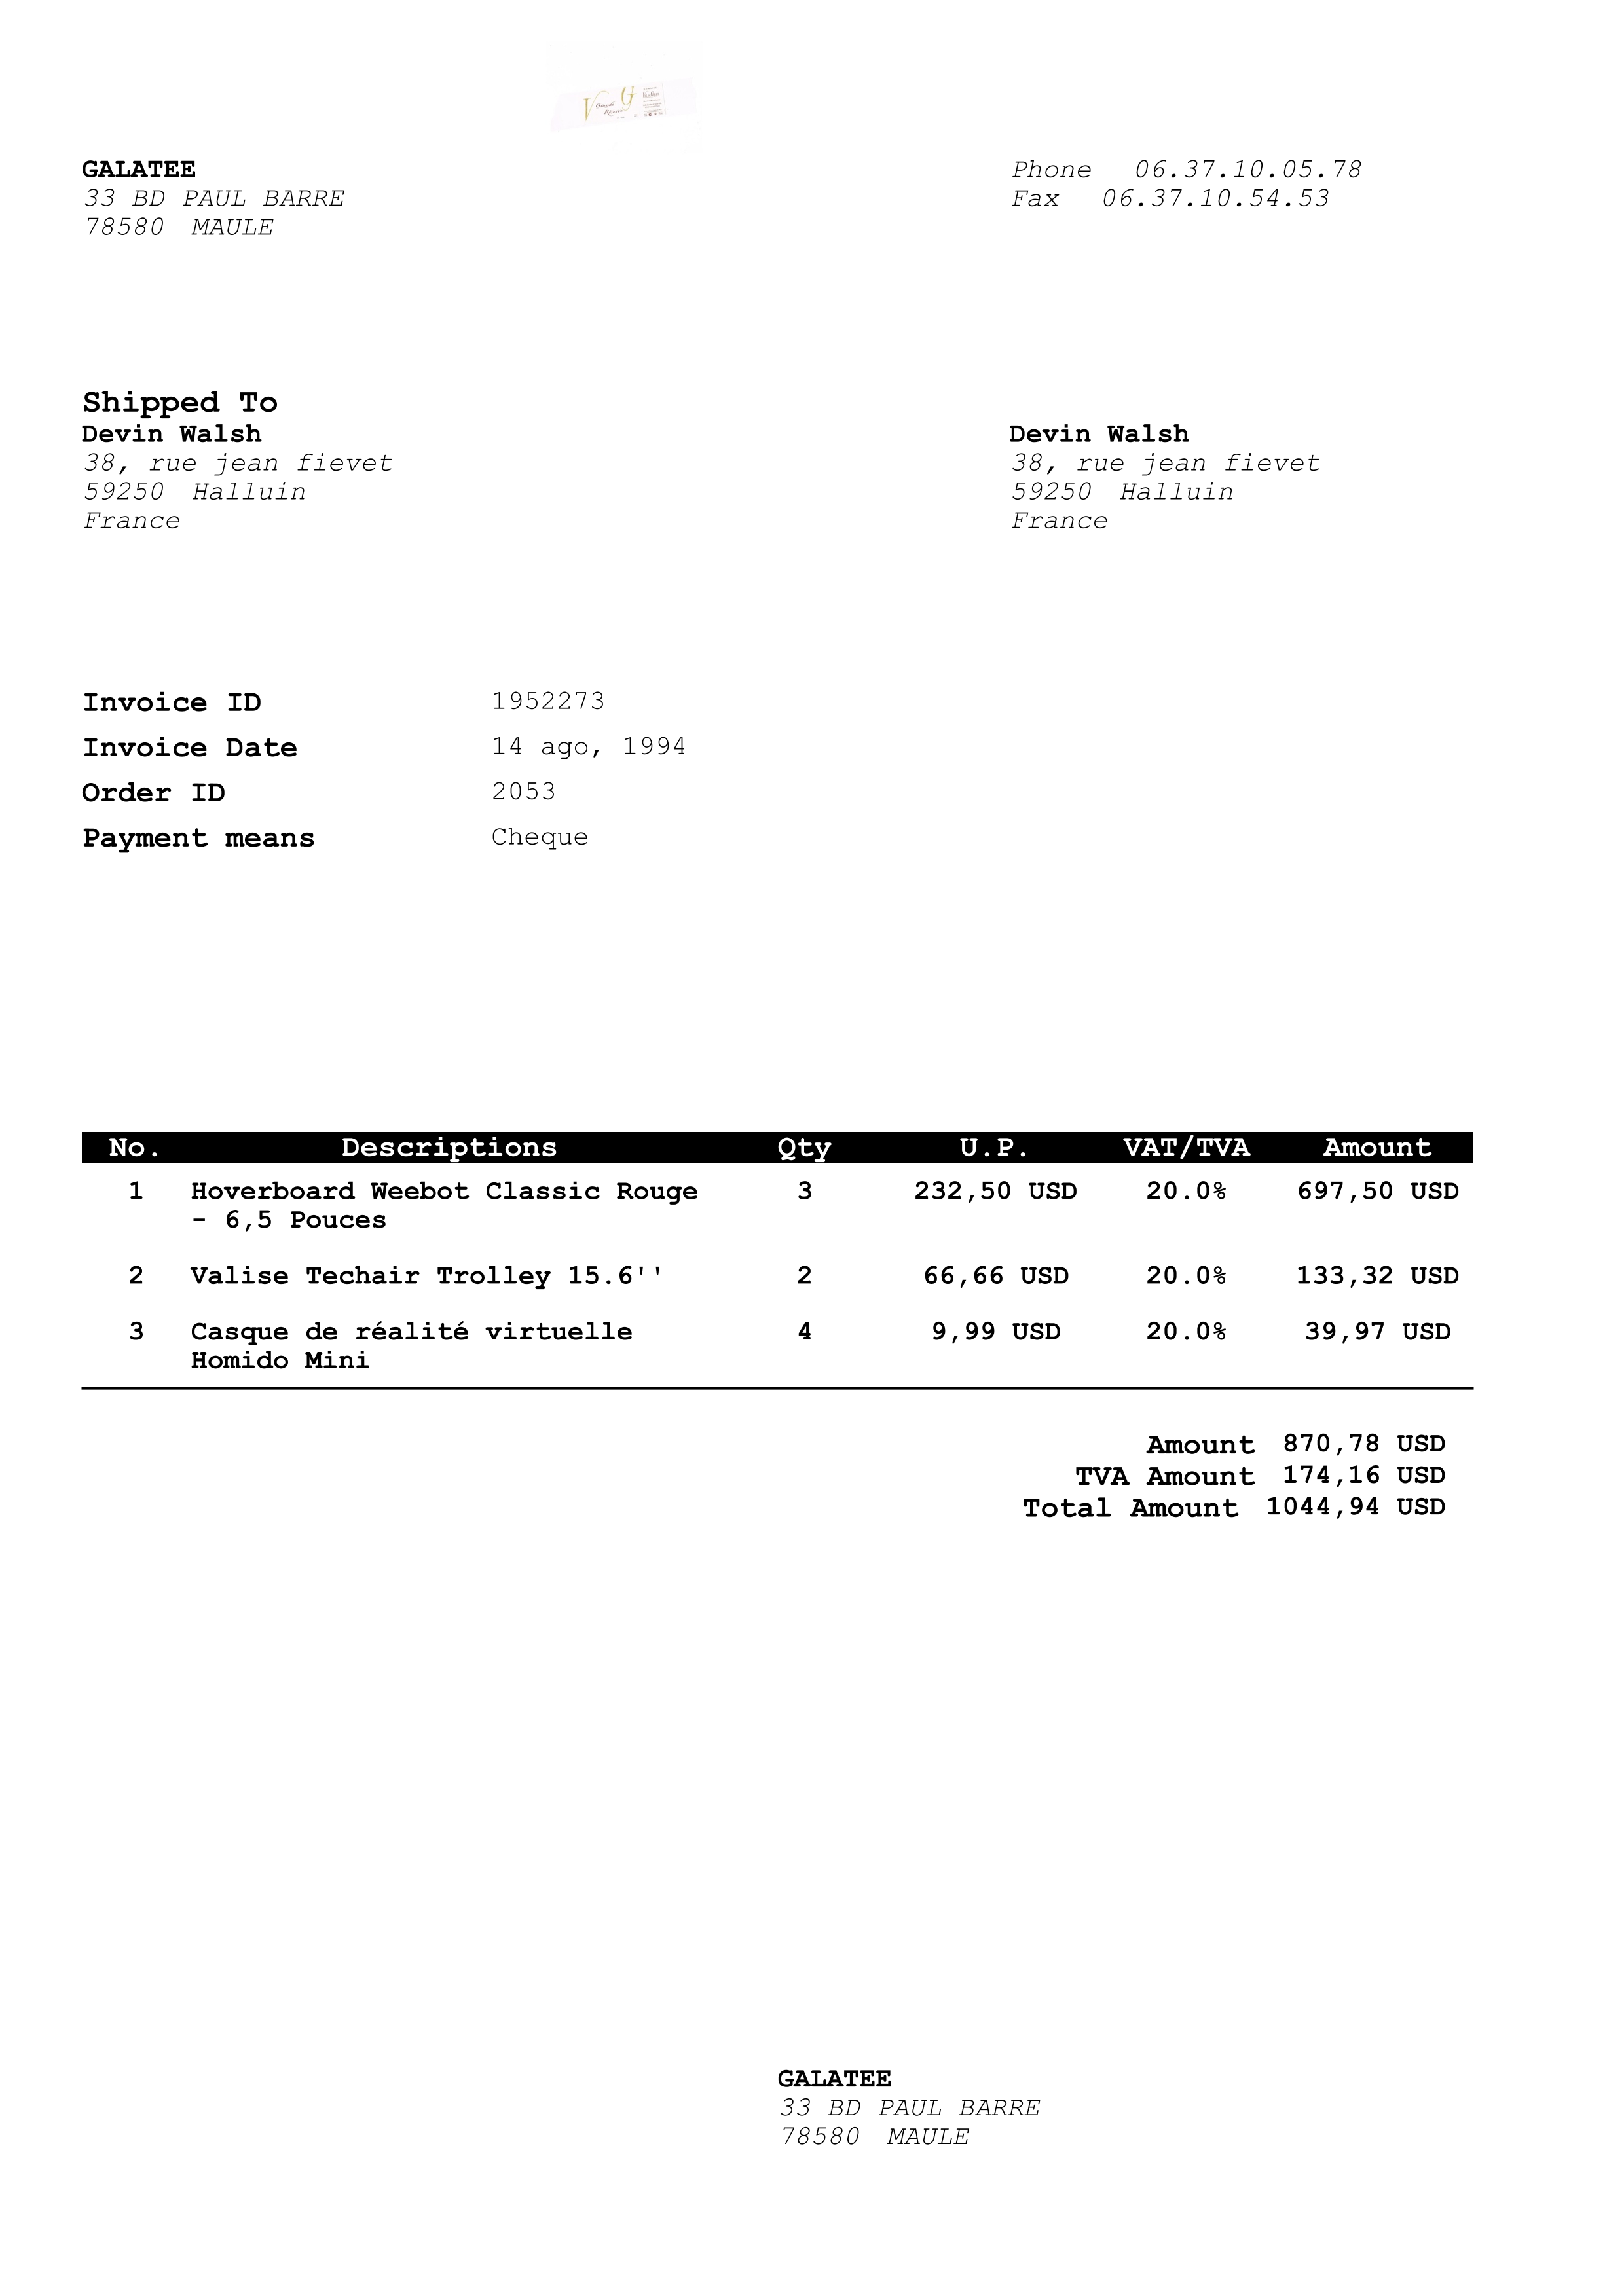 V G
GALATEE
33 BD PAUL BARRE
78580 MAULE
Phone 06.37.10.05.78
Fax 06.37.10.54.53
Shipped To
Devin Walsh
38, rue jean fievet
59250 Halluin
France
Devin Walsh
38, rue jean fievet
59250 Halluin
France
Invoice ID 1952273
Invoice Date 14 ago, 1994
Order ID 2053
Payment means Cheque
No. Descriptions Qty U.P. VAT/TVA Amount
1 Hoverboard Weebot Classic Rouge 3 232,50 USD 20.0% 697,50 USD
- 6,5 Pouces
2 Valise Techair Trolley 15.6'' 2 66,66 USD 20.0% 133,32 USD
3 Casque de réalité virtuelle 4 9,99 USD 20.0% 39,97 USD
Homido Mini
Amount 870,78 USD
TVA Amount 174,16 USD
Total Amount 1044,94 USD
GALATEE
33 BD PAUL BARRE
78580 MAULE